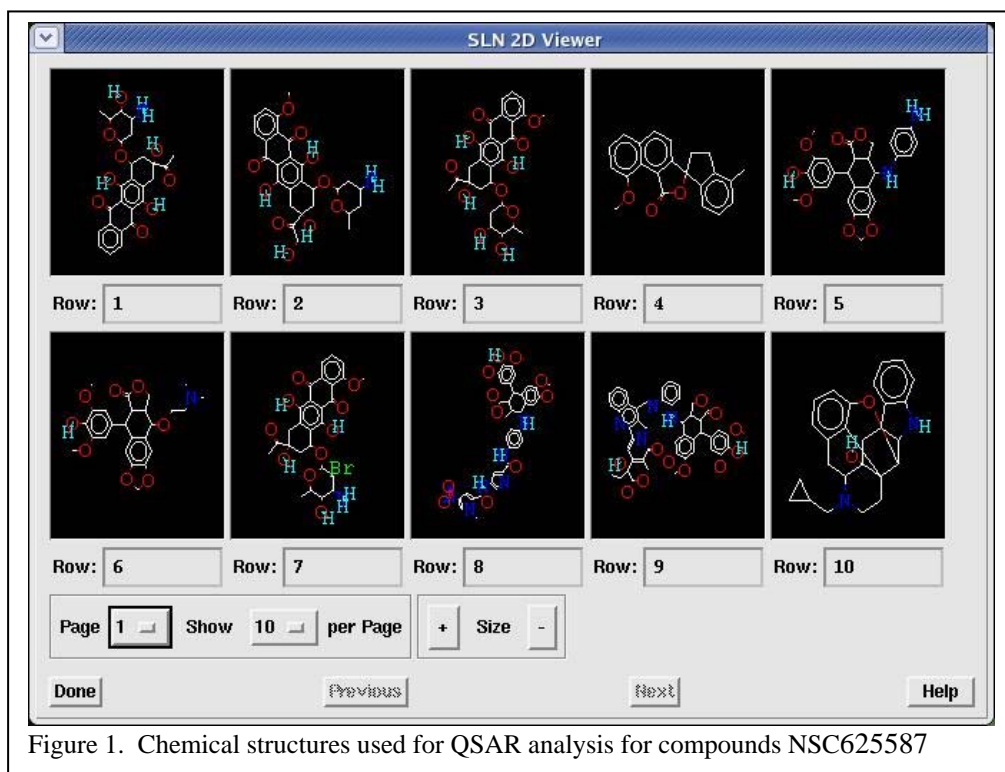 SLN 2D Viewer
Row: 1 Row: 2 Row: 3 Row: 4 Row: 5
Br
Row: 6 Row: 7 Row: 8 Row: 9 Row: 10
Page 1 Show 10 per Page + Size -
Done Previous Next Help
Figure 1. Chemical structures used for QSAR analysis for compounds NSC625587